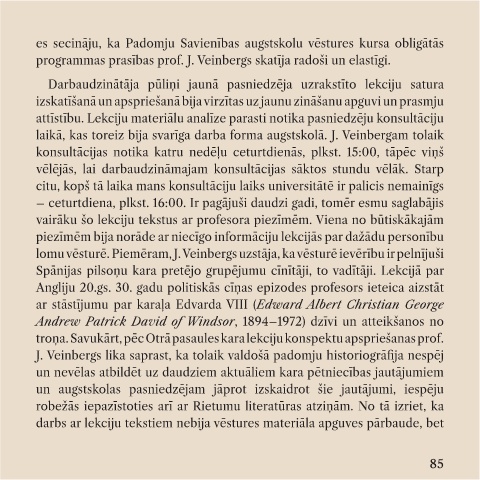 es secināju, ka Padomju Savienības augstskolu vēstures kursa obligātās
programmas prasības prof. J. Veinbergs skatīja radoši un elastīgi.
Darbaudzinātāja pūliņi jaunā pasniedzēja uzrakstīto lekciju satura
izskatīšanā un apspriešanā bija virzītas uz jaunu zināšanu apguvi un prasmju
attīstību. Lekciju materiālu analīze parasti notika pasniedzēju konsultāciju
laikā, kas toreiz bija svarīga darba forma augstskolā. J. Veinbergam tolaik
konsultācijas notika katru nedēļu ceturtdienās, plkst. 15:00, tāpēc viņš
vēlējās, lai darbaudzināmajam konsultācijas sāktos stundu vēlāk. Starp
citu, kopš tā laika mans konsultāciju laiks universitātē ir palicis nemainīgs
– ceturtdiena, plkst. 16:00. Ir pagājuši daudzi gadi, tomēr esmu saglabājis
vairāku šo lekciju tekstus ar profesora piezīmēm. Viena no būtiskākajām
piezīmēm bija norāde ar niecīgo informāciju lekcijās par dažādu personību
lomu vēsturē. Piemēram, J. Veinbergs uzstāja, ka vēsturē ievērību ir pelnījuši
Spānijas pilsoņu kara pretējo grupējumu cīnītāji, to vadītāji. Lekcijā par
Angliju 20.gs. 30. gadu politiskās cīņas epizodes profesors ieteica aizstāt
ar stāstījumu par karaļa Edvarda VIII (Edward Albert Christian George
Andrew Patrick David of Windsor, 1894–1972) dzīvi un atteikšanos no
troņa. Savukārt, pēc Otrā pasaules kara lekciju konspektu apspriešanas prof.
J. Veinbergs lika saprast, ka tolaik valdošā padomju historiogrāfija nespēj
un nevēlas atbildēt uz daudziem aktuāliem kara pētniecības jautājumiem
un augstskolas pasniedzējam jāprot izskaidrot šie jautājumi, iespēju
robežās iepazīstoties arī ar Rietumu literatūras atziņām. No tā izriet, ka
darbs ar lekciju tekstiem nebija vēstures materiāla apguves pārbaude, bet
85